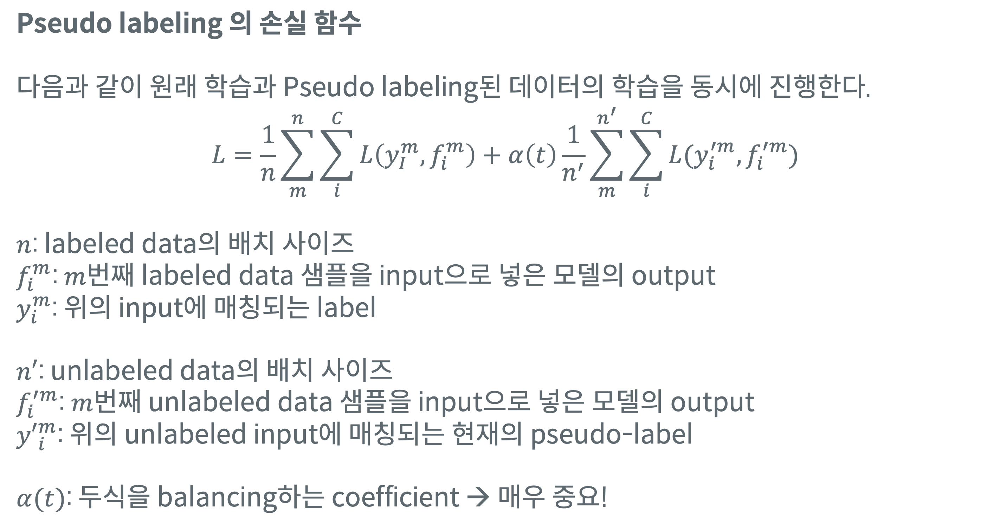 Pseudo labeling 의 손실 함수
다음과 같이 원래 학습과 Pseudo labeling된 데이터의 학습을 동시에 진행한다.
$L = \frac{1}{n}\sum_{m}^{n}\sum_{i}^{C} L(y_I^m, f_i^m) + \alpha(t)\frac{1}{n'}\sum_{m}^{n'}\sum_{i}^{C} L(y_i'^m, f_i'^m)$
$n$: labeled data의 배치 사이즈
$f_i^m$: $m$번째 labeled data 샘플을 input으로 넣은 모델의 output
$y_i^m$: 위의 input에 매칭되는 label
$n'$: unlabeled data의 배치 사이즈
$f_i'^m$: $m$번째 unlabeled data 샘플을 input으로 넣은 모델의 output
$y'^m_i$: 위의 unlabeled input에 매칭되는 현재의 pseudo-label
$\alpha(t)$: 두식을 balancing하는 coefficient → 매우 중요!